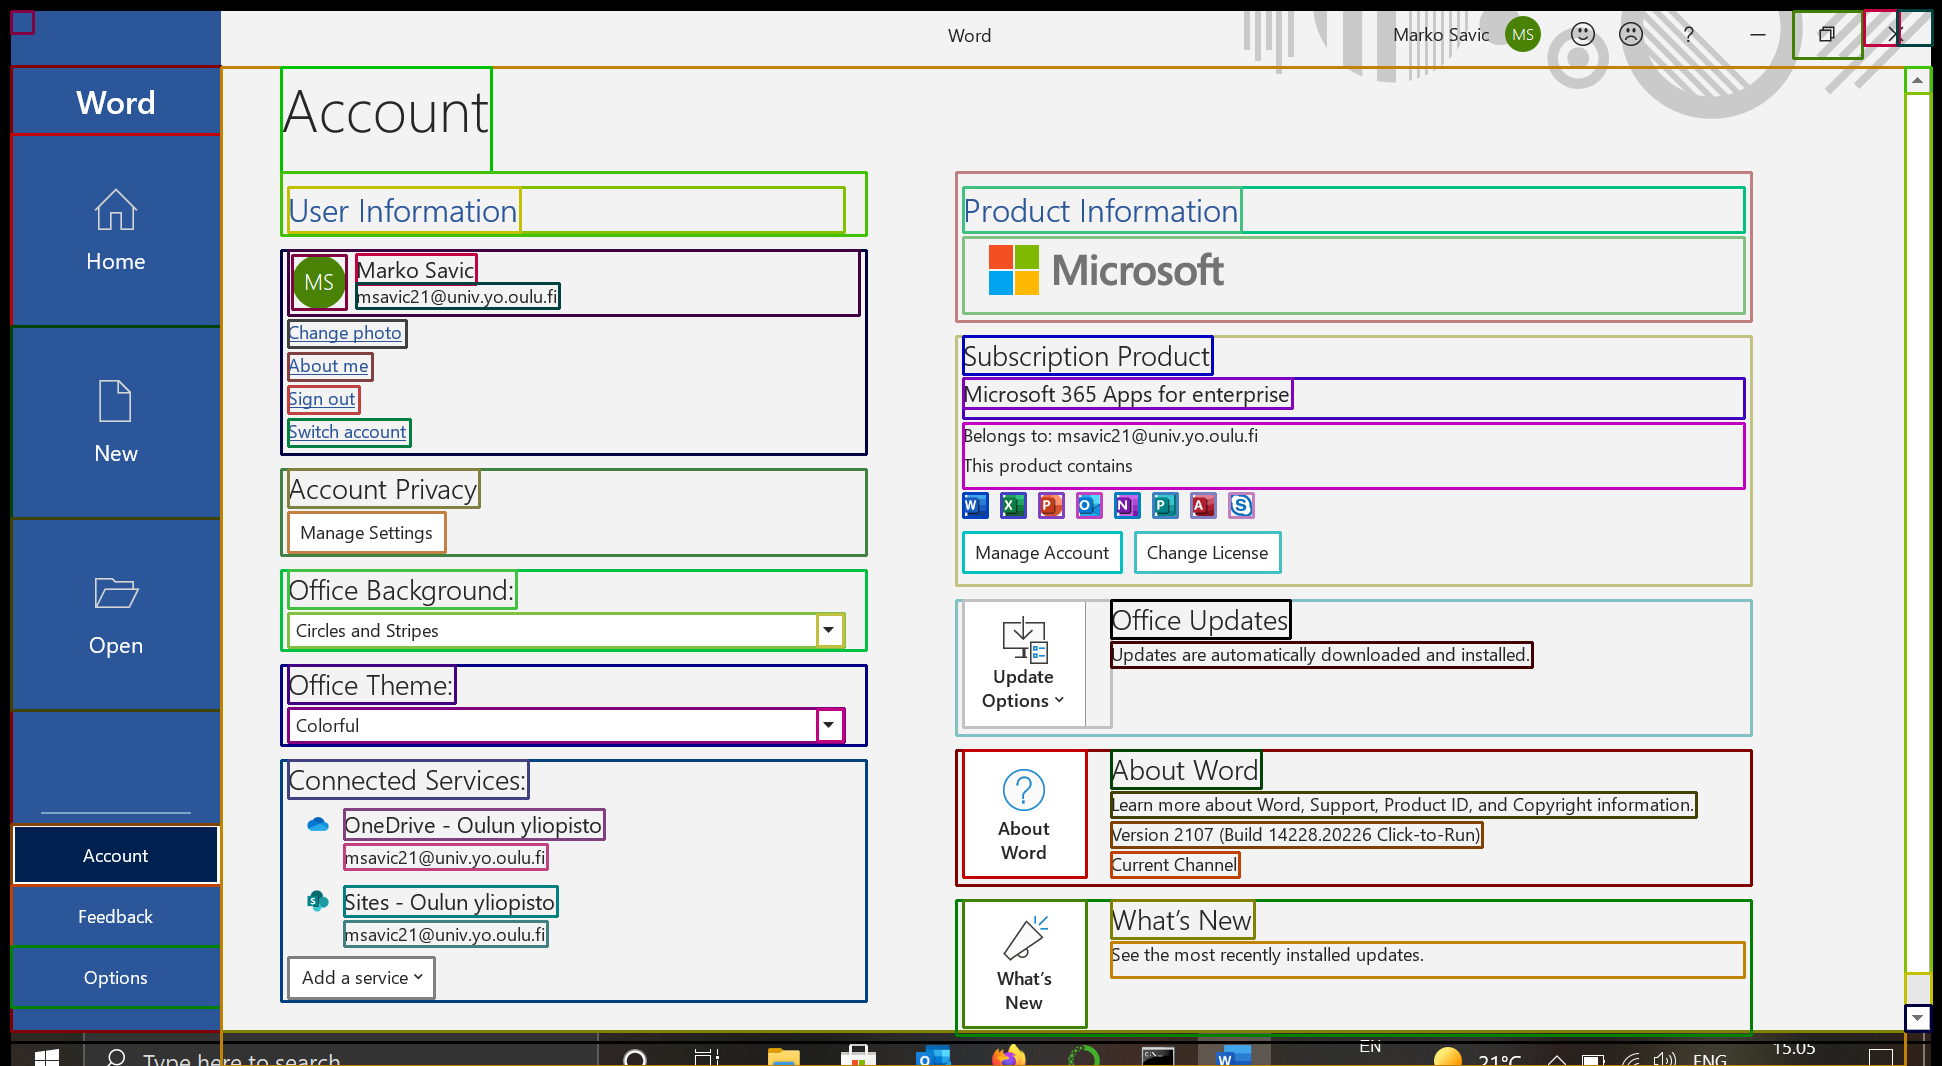 Word
Marko Savic
MS
?
Word
Home
New
Open
Account
Feedback
Options
Account
User Information
MS
Marko Savic
msavic21@univ.yo.oulu.fi
Change photo
About me
Sign out
Switch account
Account Privacy
Manage Settings
Office Background:
Circles and Stripes
Office Theme:
Colorful
Connected Services:
OneDrive - Oulun yliopisto
msavic21@univ.yo.oulu.fi
S
Sites - Oulun yliopisto
msavic21@univ.yo.oulu.fi
Add a service
Product Information
Microsoft
Subscription Product
Microsoft 365 Apps for enterprise
Belongs to: msavic21@univ.yo.oulu.fi
This product contains
W X P O N P A S
Manage Account
Change License
Update
Options
Office Updates
Updates are automatically downloaded and installed.
?
About
Word
About Word
Learn more about Word, Support, Product ID, and Copyright information.
Version 2107 (Build 14228.20226 Click-to-Run)
Current Channel
What's
New
What's New
See the most recently installed updates.
Type here to search
O
W
EN
21°C
ENG
15.05